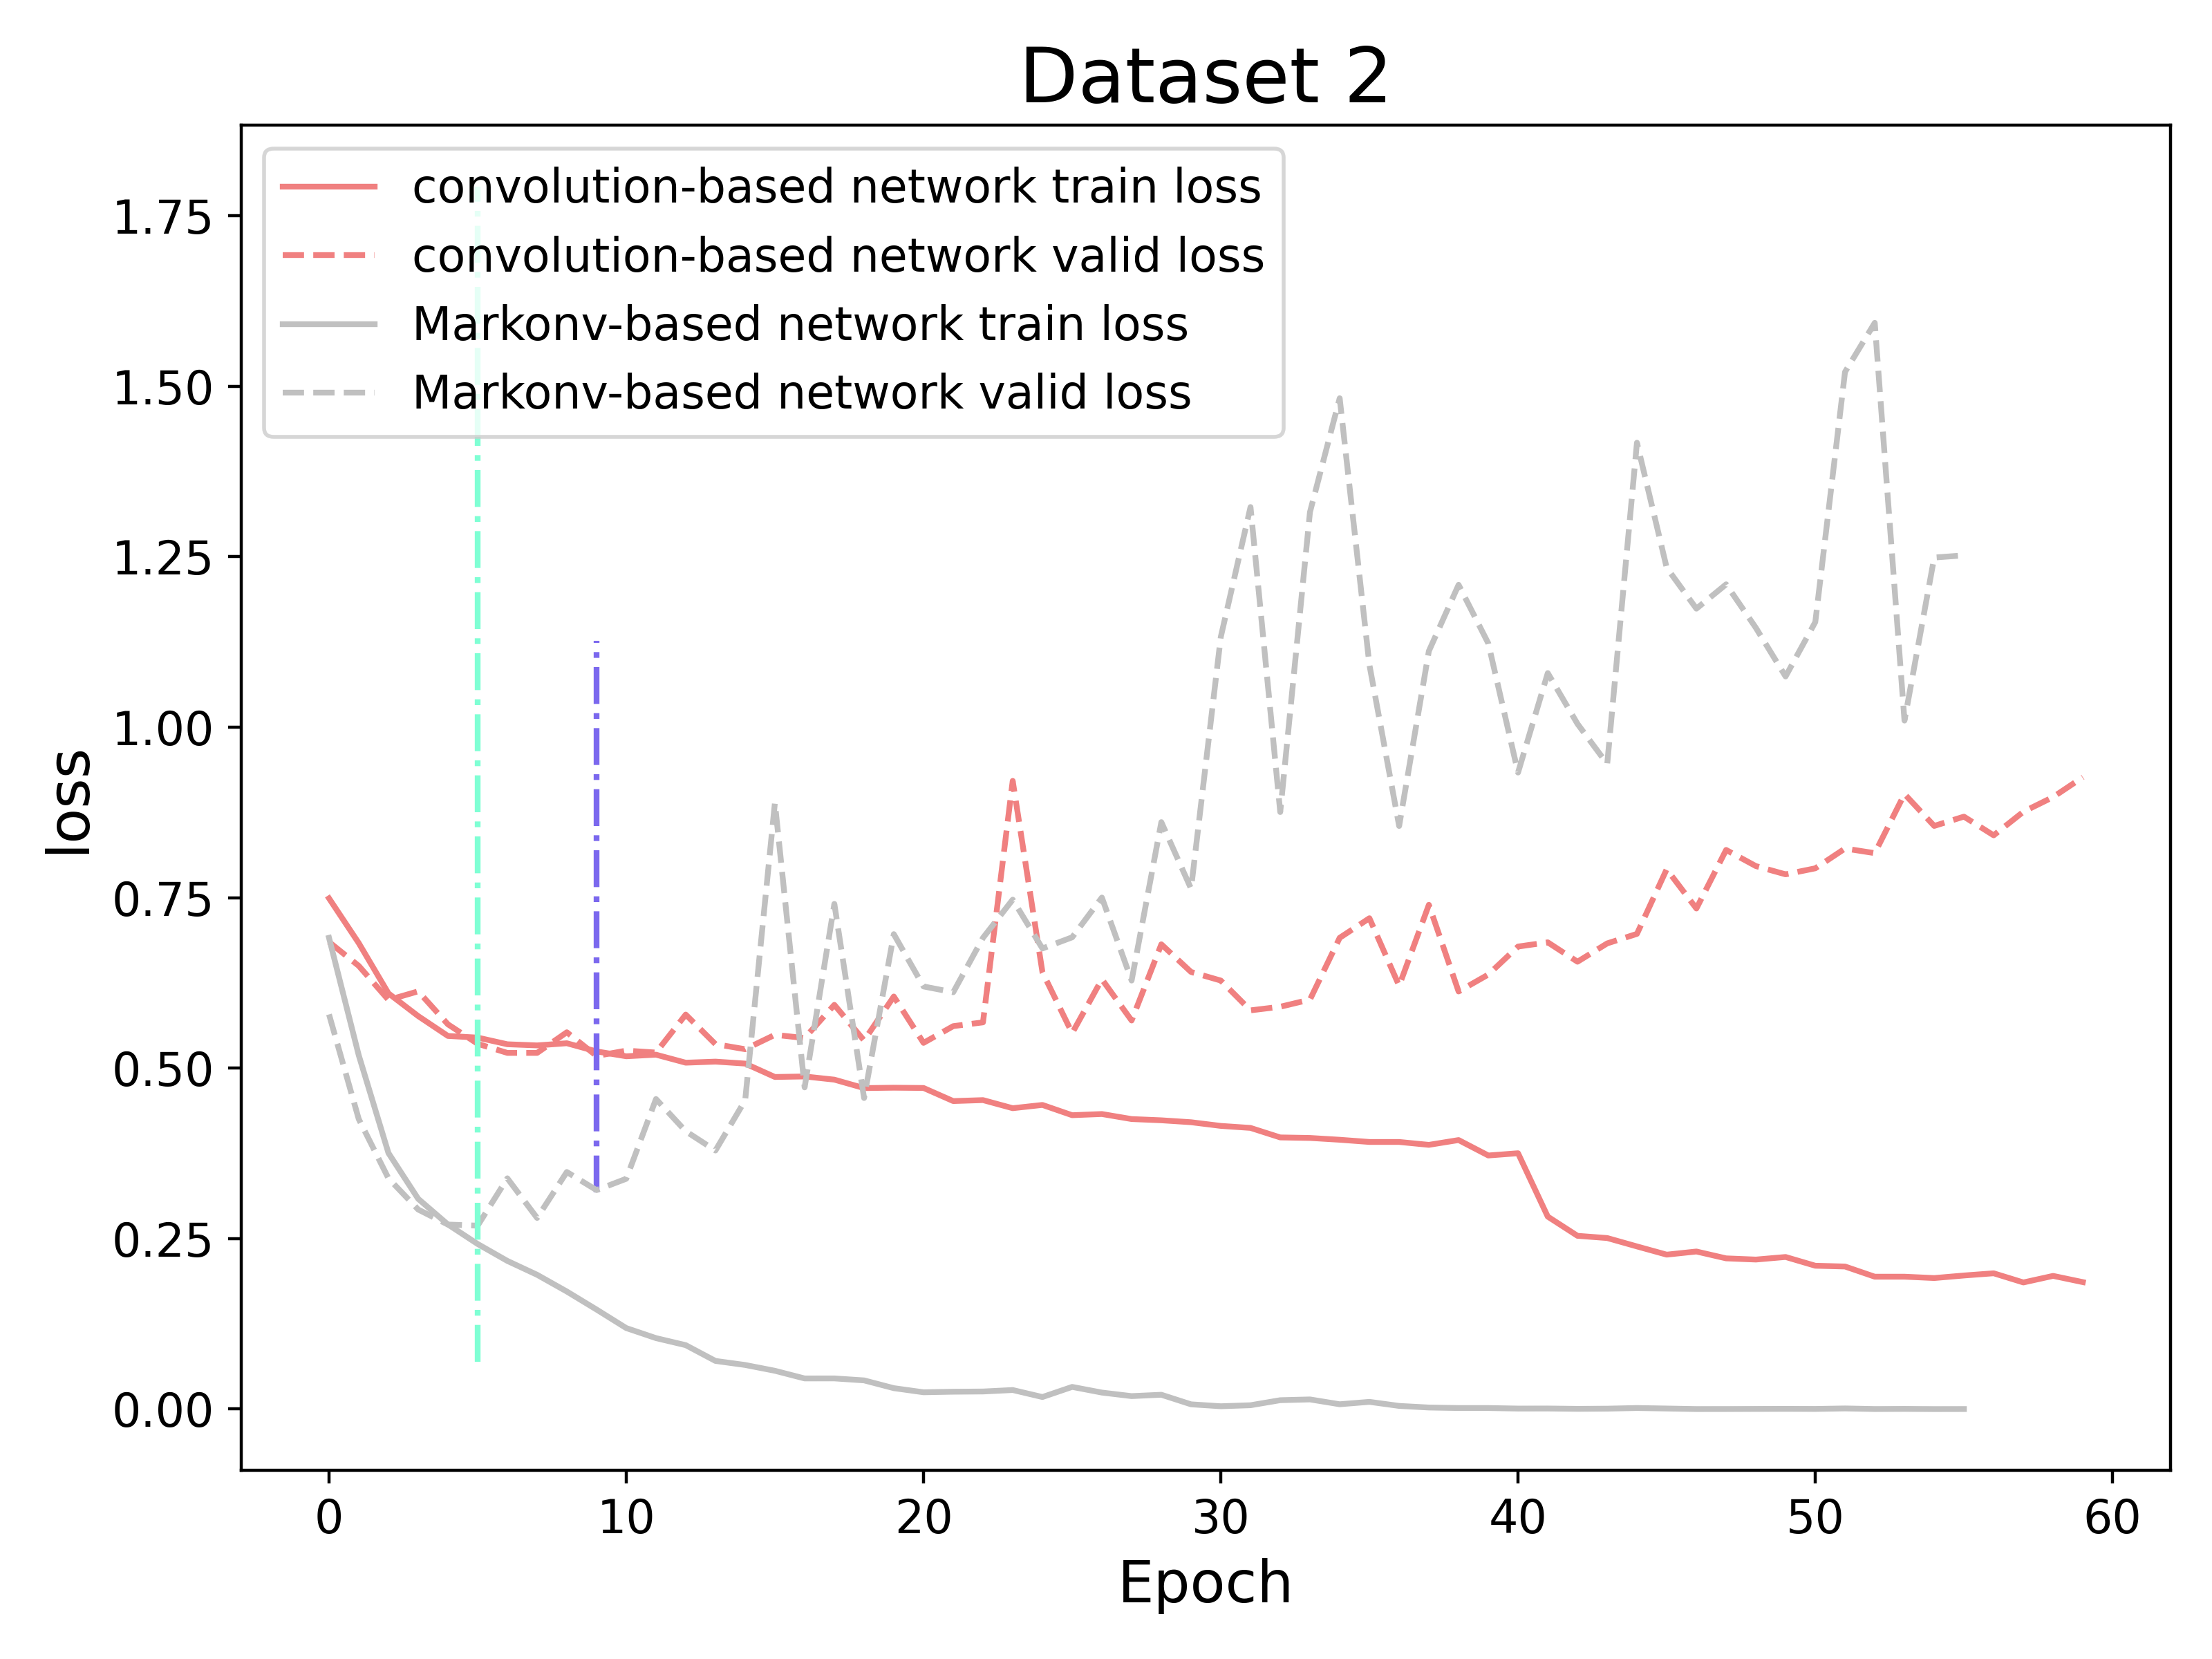 Dataset 2
convolution-based network train loss
convolution-based network valid loss
Markonv-based network train loss
Markonv-based network valid loss
1.75
1.50
1.25
1.00
0.75
0.50
0.25
0.00
loss
0 10 20 30 40 50 60
Epoch